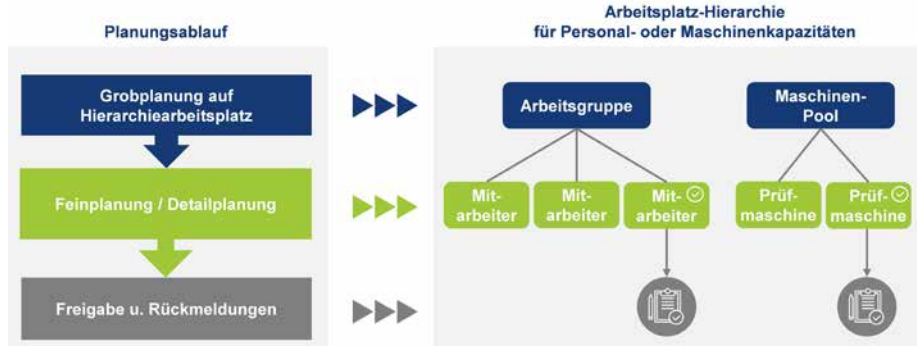 Planungsablauf
Arbeitsplatz-Hierarchie
für Personal- oder Maschinenkapazitäten
Grobplanung auf
Hierarchiearbeitsplatz
Arbeitsgruppe
Maschinen-
Pool
Feinplanung / Detailplanung
Mit-
arbeiter
Mit-
arbeiter
Mit-
arbeiter
Prüf-
maschine
Prüf-
maschine
Freigabe u. Rückmeldungen